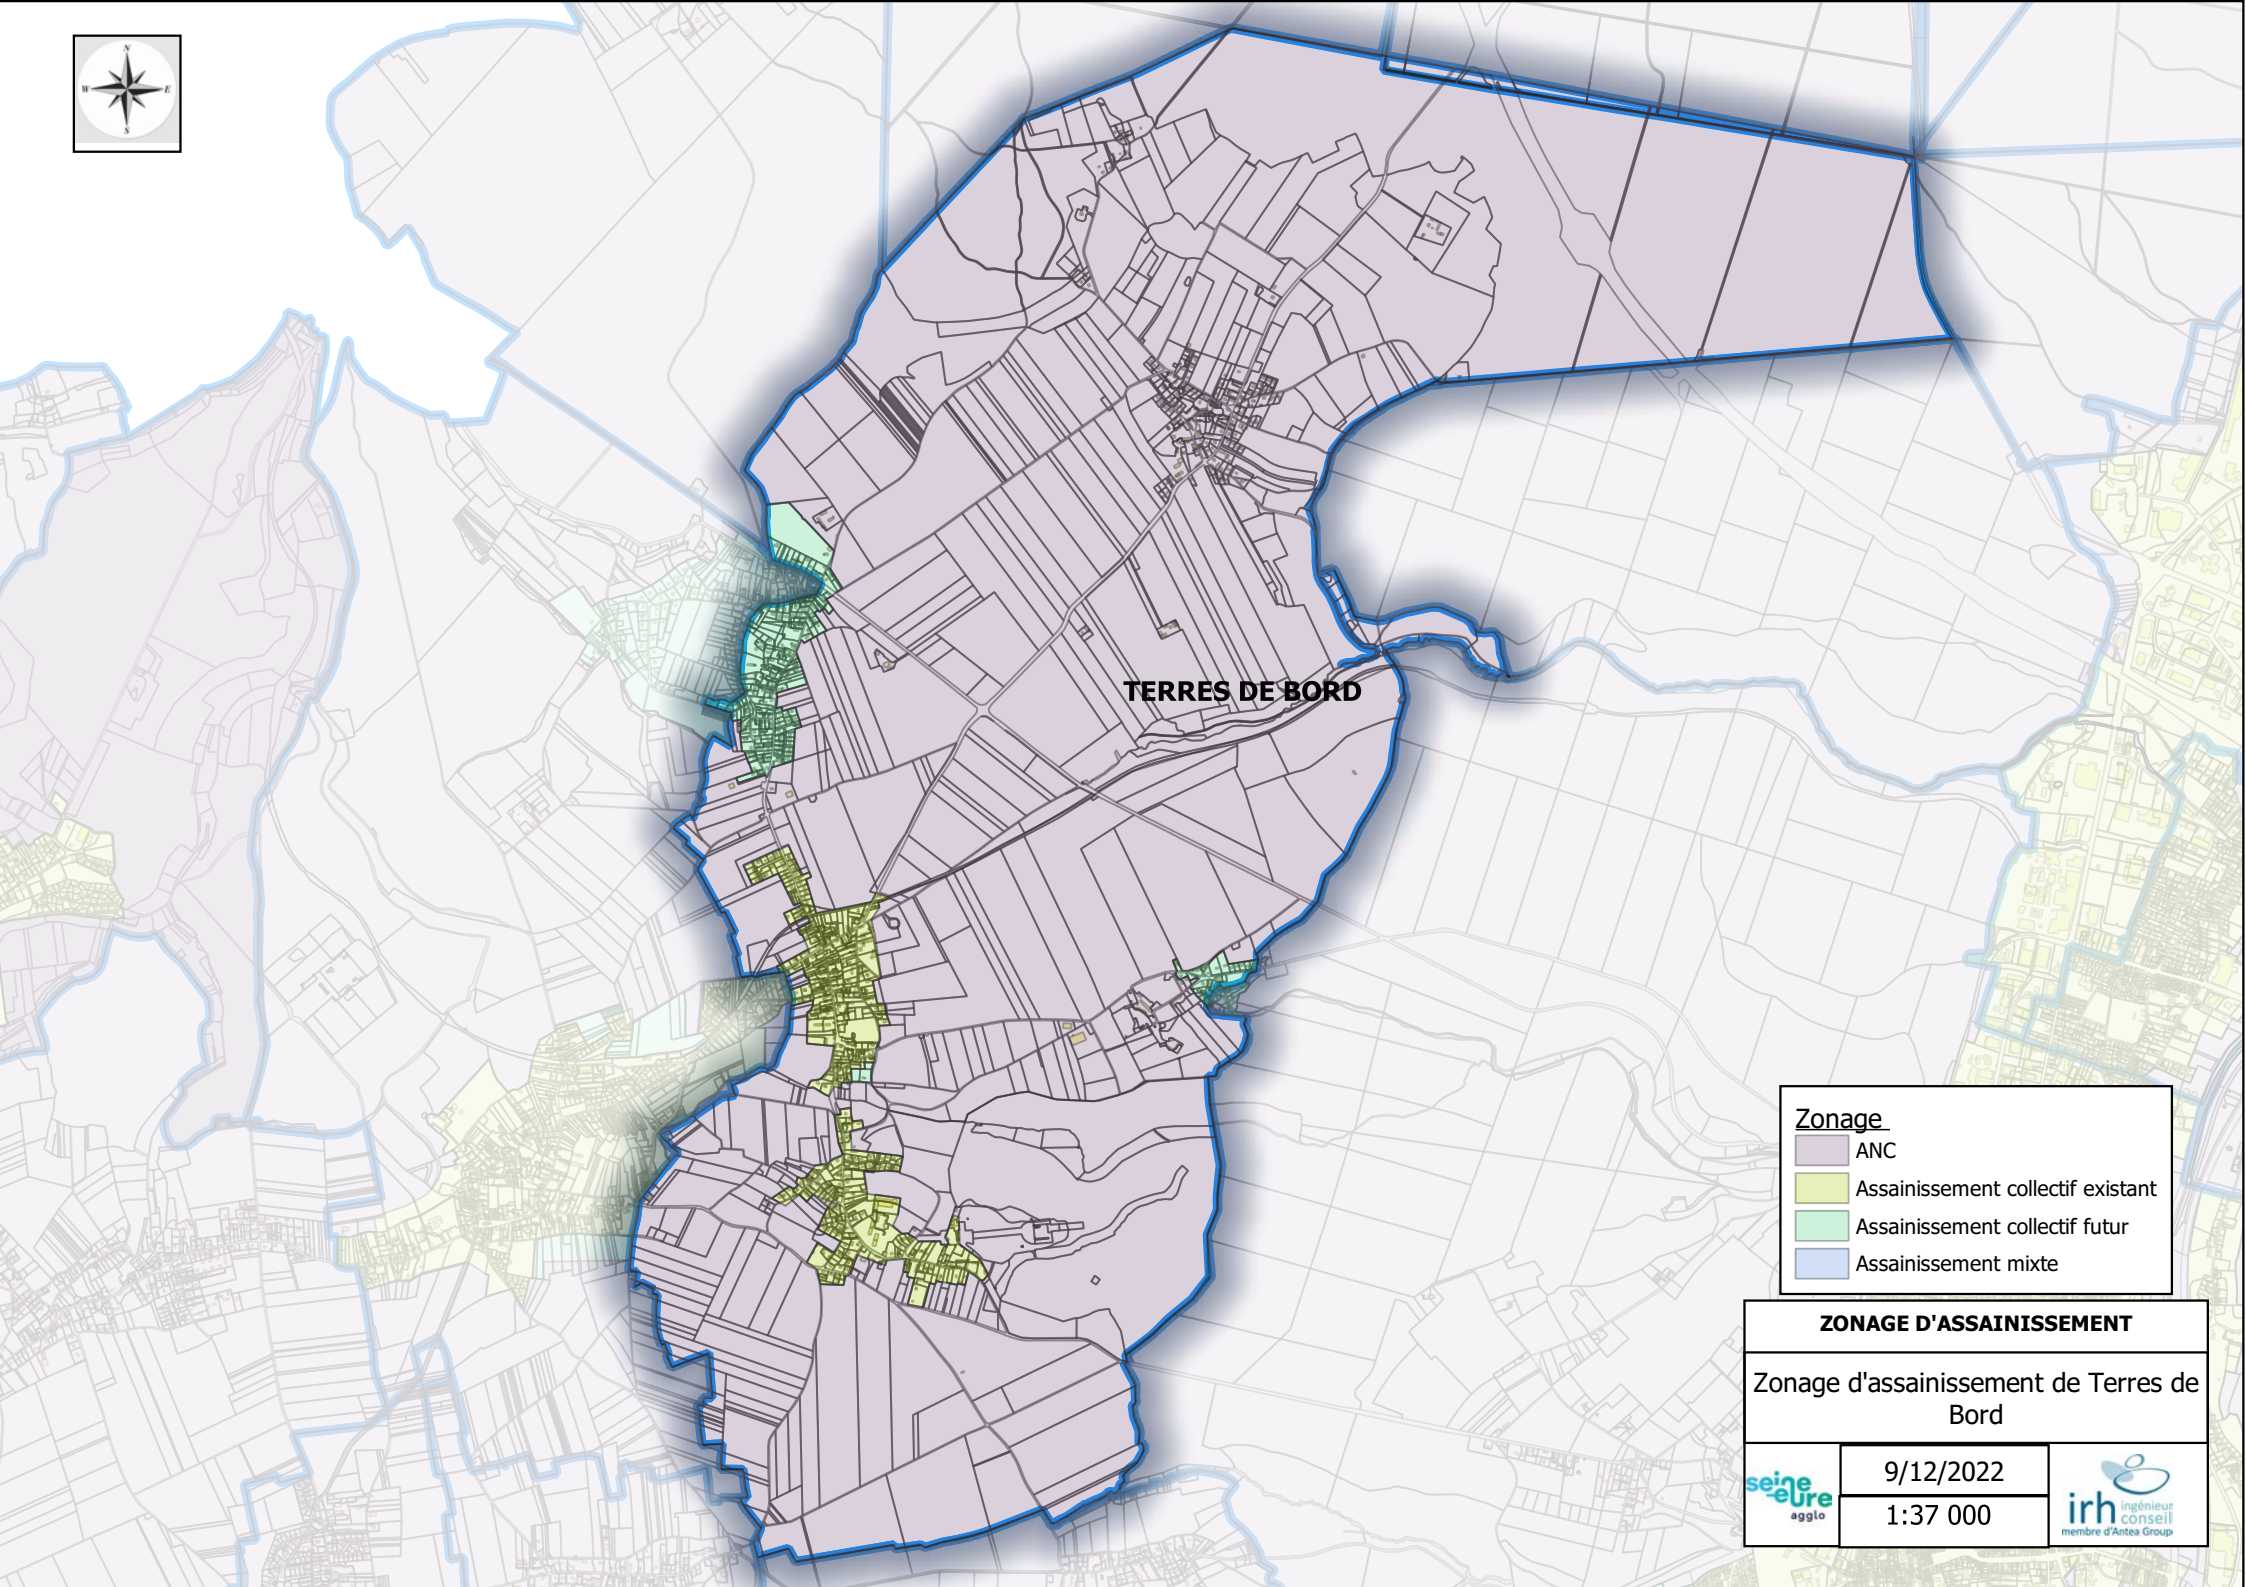 N
W
E
S
TERRES DE BORD
Zonage
ANC
Assainissement collectif existant
Assainissement collectif futur
Assainissement mixte
ZONAGE D'ASSAINISSEMENT
Zonage d'assainissement de Terres de
Bord
seine
eure
agglo
9/12/2022
1:37 000
irh ingénieur
conseil
membre d'Antea Group